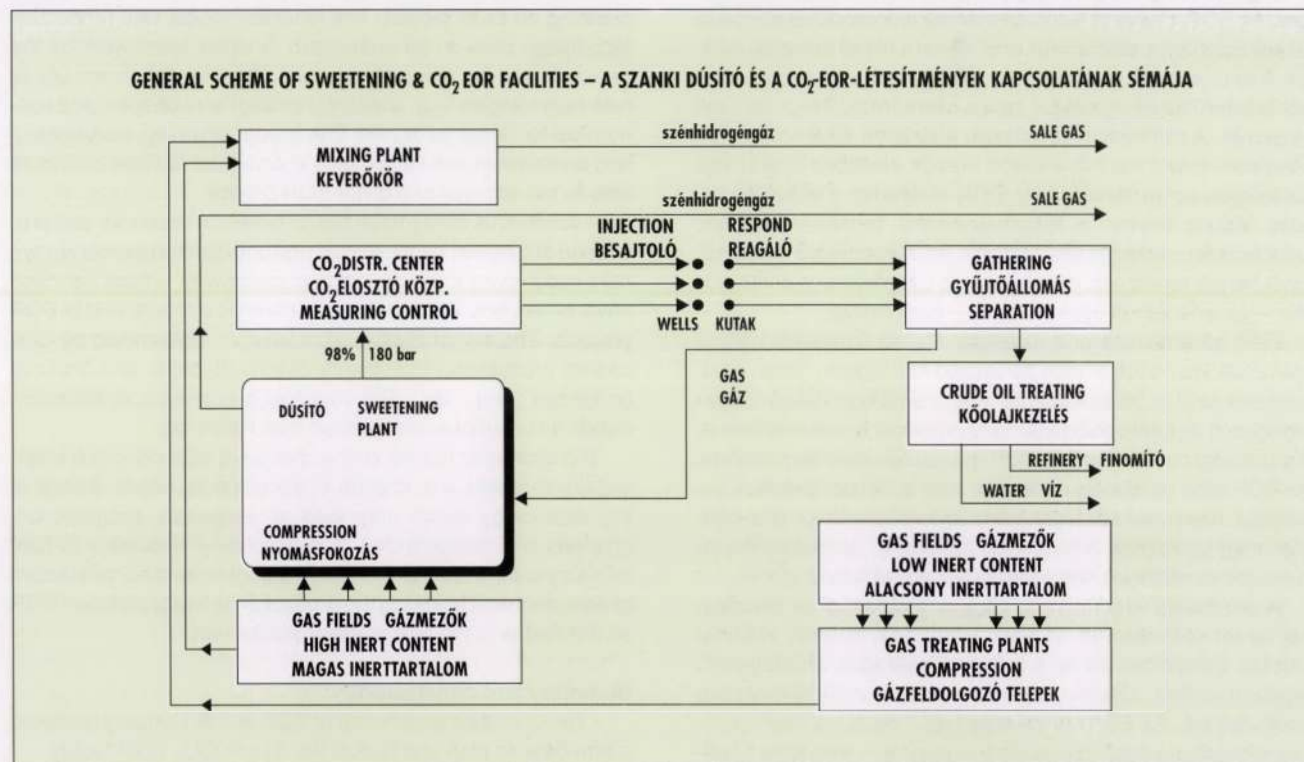 GENERAL SCHEME OF SWEETENING & CO₂ EOR FACILITIES – A SZANKI DÚSÍTÓ ÉS A CO₂-EOR-LÉTESÍTMÉNYEK KAPCSOLATÁNAK SÉMÁJA
MIXING PLANT
KEVERŐKÖR
szénhidrogéngáz
SALE GAS
szénhidrogéngáz
SALE GAS
CO₂DISTR. CENTER
CO₂ELOSZTÓ KÖZP.
MEASURING CONTROL
INJECTION
BESAJTOLÓ
RESPOND
REAGÁLÓ
WELLS
KUTAK
GATHERING
GYŰJTŐÁLLOMÁS
SEPARATION
98% 180 bar
GAS
GÁZ
CRUDE OIL TREATING
KŐOLAJKEZELÉS
REFINERY FINOMÍTÓ
WATER VÍZ
DÚSÍTÓ SWEETENING
PLANT
COMPRESSION
NYOMÁSFOKOZÁS
GAS FIELDS GÁZMEZŐK
HIGH INERT CONTENT
MAGAS INERTTARTALOM
GAS FIELDS GÁZMEZŐK
LOW INERT CONTENT
ALACSONY INERTTARTALOM
GAS TREATING PLANTS
COMPRESSION
GÁZFELDOLGOZÓ TELEPEK